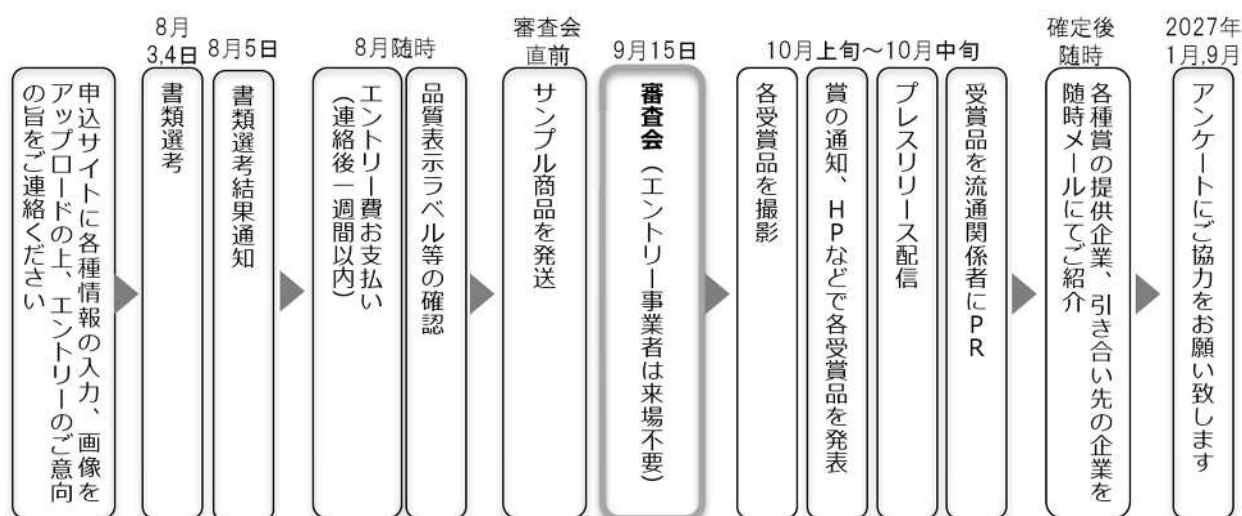 申込サイトに各種情報の入力、画像を
アップロードの上、エントリーのご意向
の旨をご連絡ください
8月
3,4日
書類選考
8月5日
書類選考結果通知
8月随時
エントリー費お支払い
（連絡後一週間以内）
品質表示ラベル等の確認
審査会
直前
サンプル商品を発送
9月15日
審査会（エントリー事業者は来場不要）
10月上旬～10月中旬
各受賞品を撮影
賞の通知、HPなどで各受賞品を発表
プレスリリース配信
受賞品を流通関係者にPR
確定後
随時
各種賞の提供企業、引き合い先の企業を
随時メールにてご紹介
2027年
1月,9月
アンケートにご協力をお願い致します